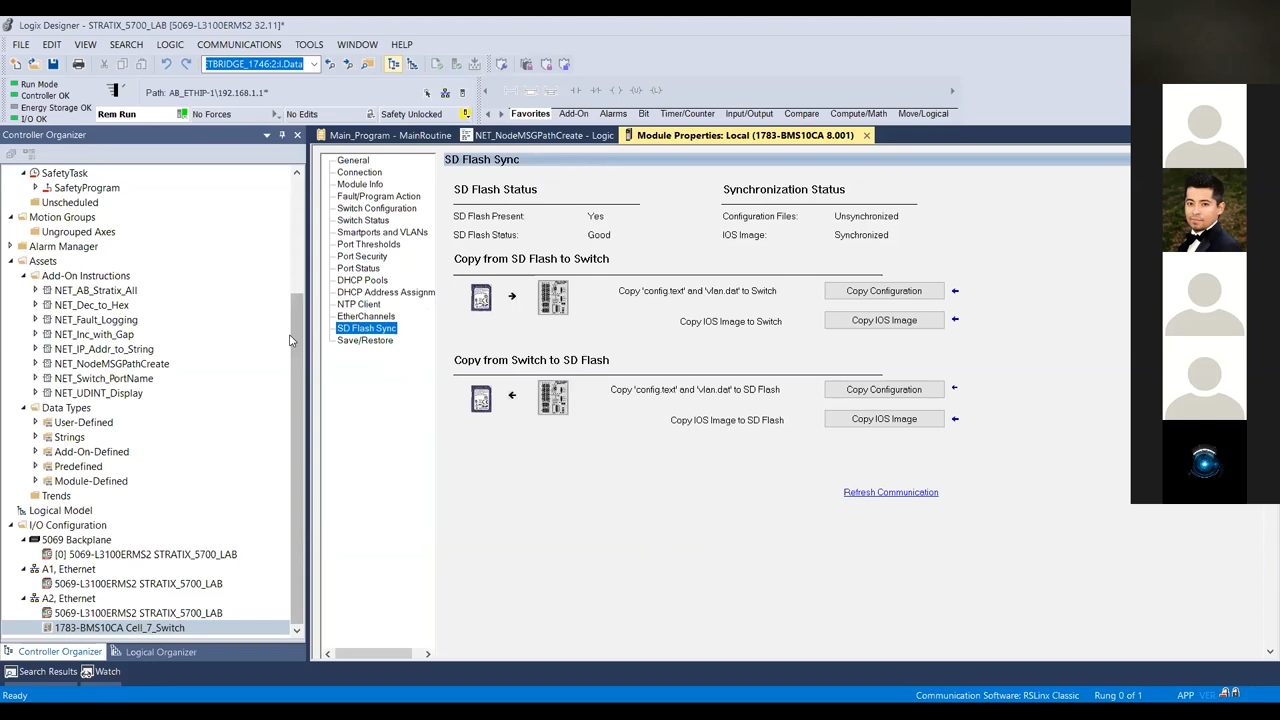 Logix Designer - STRATIX_5700_LAB [5069-L3100ERMS2 32.11]*
FILE EDIT VIEW SEARCH LOGIC COMMUNICATIONS TOOLS WINDOW HELP
ETBRIDGE_1746:2:I.Data
Run Mode
Controller OK
Energy Storage OK
I/O OK
Path: AB_ETHIP-1\192.168.1.1*
Rem Run No Forces No Edits Safety Unlocked
Favorites Add-On Alarms Bit Timer/Counter Input/Output Compare Compute/Math Move/Logical
Controller Organizer
Main_Program - MainRoutine NET_NodeMSGPathCreate - Logic Module Properties: Local (1783-BMS10CA 8.001)
SafetyTask
SafetyProgram
Unscheduled
Motion Groups
Ungrouped Axes
Alarm Manager
Assets
Add-On Instructions
NET_AB_Stratix_All
NET_Dec_to_Hex
NET_Fault_Logging
NET_Inc_with_Gap
NET_IP_Addr_to_String
NET_NodeMSGPathCreate
NET_Switch_PortName
NET_UDINT_Display
Data Types
User-Defined
Strings
Add-On-Defined
Predefined
Module-Defined
Trends
Logical Model
I/O Configuration
5069 Backplane
[0] 5069-L3100ERMS2 STRATIX_5700_LAB
A1, Ethernet
5069-L3100ERMS2 STRATIX_5700_LAB
A2, Ethernet
5069-L3100ERMS2 STRATIX_5700_LAB
1783-BMS10CA Cell_7_Switch
Controller Organizer Logical Organizer
General
Connection
Module Info
Fault/Program Action
Switch Configuration
Switch Status
Smartports and VLANs
Port Thresholds
Port Security
Port Status
DHCP Pools
DHCP Address Assignm
NTP Client
EtherChannels
SD Flash Sync
Save/Restore
SD Flash Sync
SD Flash Status
SD Flash Present: Yes
SD Flash Status: Good
Synchronization Status
Configuration Files: Unsynchronized
IOS Image: Synchronized
Copy from SD Flash to Switch
Copy 'config.text' and 'vlan.dat' to Switch Copy Configuration
Copy IOS Image to Switch Copy IOS Image
Copy from Switch to SD Flash
Copy 'config.text' and 'vlan.dat' to SD Flash Copy Configuration
Copy IOS Image to SD Flash Copy IOS Image
Refresh Communication
Search Results Watch
Ready Communication Software: RSLinx Classic Rung 0 of 1 APP VER